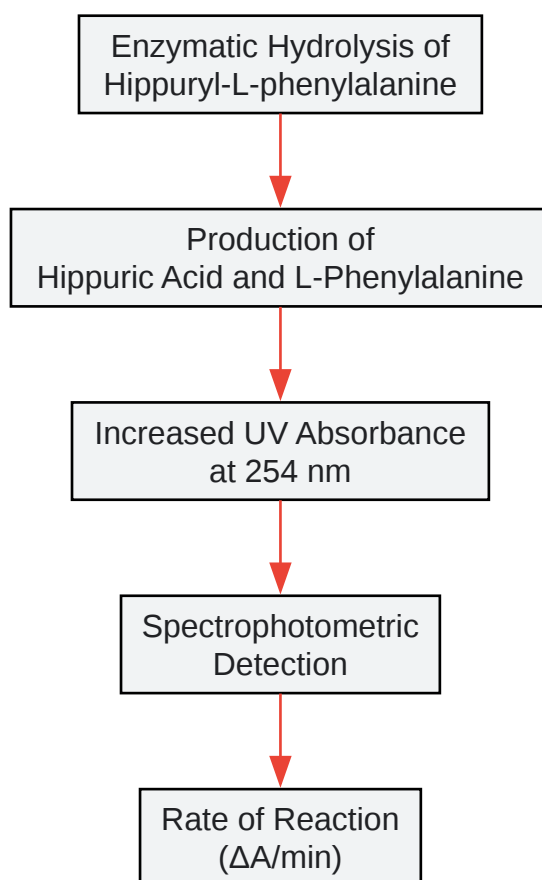 Enzymatic Hydrolysis of
Hippuryl-L-phenylalanine
Production of
Hippuric Acid and L-Phenylalanine
Increased UV Absorbance
at 254 nm
Spectrophotometric
Detection
Rate of Reaction
(ΔA/min)